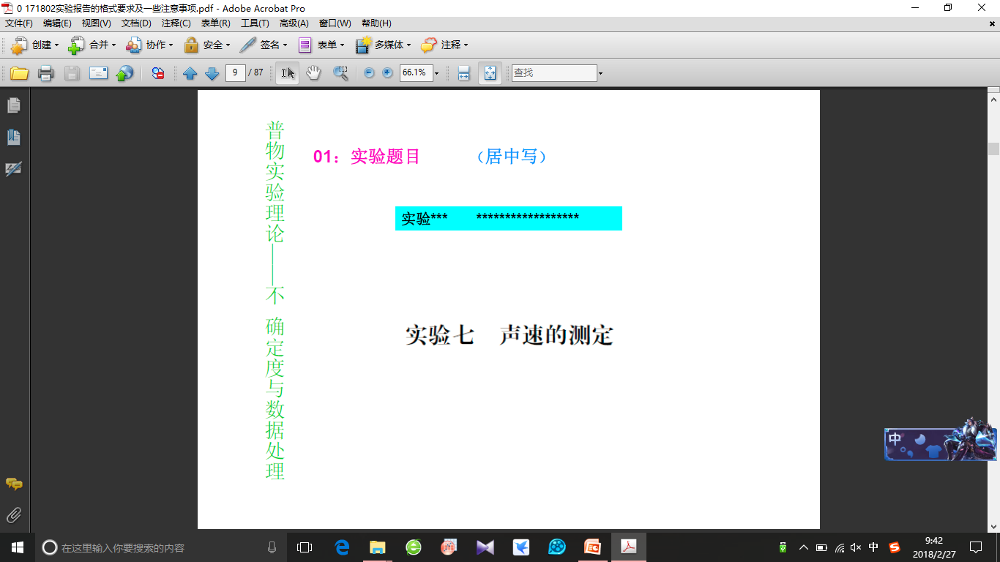 0 171802实验报告的格式要求及一些注意事项.pdf - Adobe Acrobat Pro
文件(F) 编辑(E) 视图(V) 文档(D) 注释(C) 表单(R) 工具(T) 高级(A) 窗口(W) 帮助(H)
创建 合并 协作 安全 签名 表单 多媒体 注释
9 / 87 66.1% 查找
普物实验理论——不 确定度与数据处理
01：实验题目 （居中写）
实验*** ******************
实验七 声速的测定
中
在这里输入你要搜索的内容
中
9:42
2018/2/27